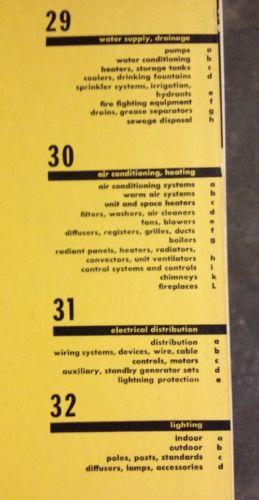 29
water supply, drainage
pumps a
water conditioning b
heaters, storage tanks c
coolers, drinking fountains d
sprinkler systems, irrigation,
hydrants e
fire fighting equipment f
drains, grease separators g
sewage disposal h
30
air conditioning, heating
air conditioning systems a
warm air systems b
unit and space heaters c
filters, washers, air cleaners d
fans, blowers e
diffusers, registers, grilles, ducts f
boilers g
radiant panels, heaters, radiators,
convectors, unit ventilators h
control systems and controls i
chimneys k
fireplaces L
31
electrical distribution
distribution a
wiring systems, devices, wire, cable b
controls, motors c
auxiliary, standby generator sets d
lightning protection e
32
lighting
indoor a
outdoor b
poles, posts, standards c
diffusers, lamps, accessories d